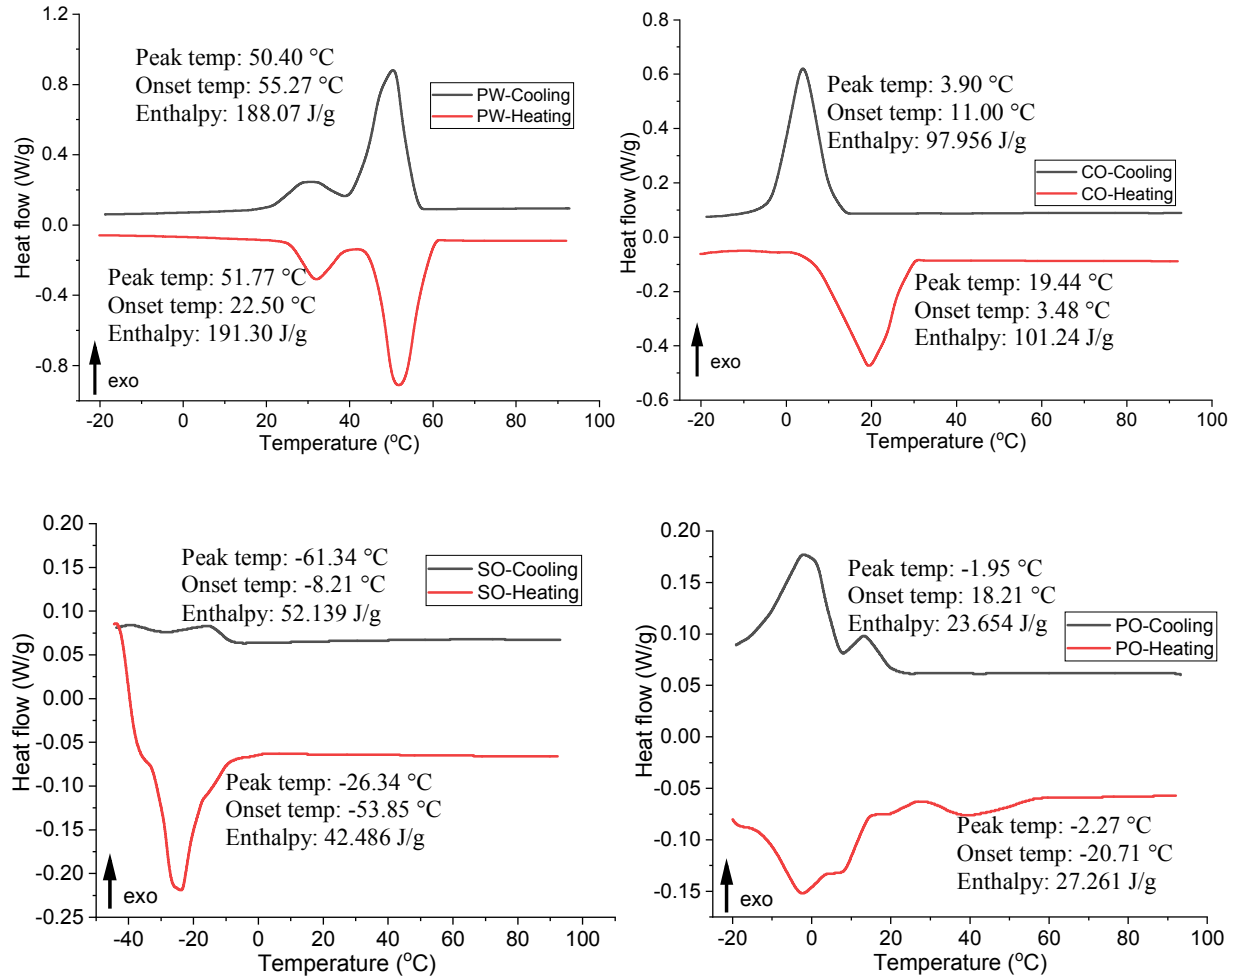 1.2
0.8
0.4
0.0
-0.4
-0.8
Heat flow (W/g)
Peak temp: 50.40 °C
Onset temp: 55.27 °C
Enthalpy: 188.07 J/g
PW-Cooling
PW-Heating
Peak temp: 51.77 °C
Onset temp: 22.50 °C
Enthalpy: 191.30 J/g
exo
-20 0 20 40 60 80 100
Temperature (°C)
0.8
0.6
0.4
0.2
0.0
-0.2
-0.4
-0.6
Heat flow (W/g)
Peak temp: 3.90 °C
Onset temp: 11.00 °C
Enthalpy: 97.956 J/g
CO-Cooling
CO-Heating
Peak temp: 19.44 °C
Onset temp: 3.48 °C
Enthalpy: 101.24 J/g
exo
-20 0 20 40 60 80 100
Temperature (°C)
0.20
0.15
0.10
0.05
0.00
-0.05
-0.10
-0.15
-0.20
-0.25
Heat flow (W/g)
Peak temp: -61.34 °C
Onset temp: -8.21 °C
Enthalpy: 52.139 J/g
SO-Cooling
SO-Heating
Peak temp: -26.34 °C
Onset temp: -53.85 °C
Enthalpy: 42.486 J/g
exo
-40 -20 0 20 40 60 80 100
Temperature (°C)
0.20
0.15
0.10
0.05
0.00
-0.05
-0.10
-0.15
Heat flow (W/g)
Peak temp: -1.95 °C
Onset temp: 18.21 °C
Enthalpy: 23.654 J/g
PO-Cooling
PO-Heating
Peak temp: -2.27 °C
Onset temp: -20.71 °C
Enthalpy: 27.261 J/g
exo
-20 0 20 40 60 80 100
Temperature (°C)